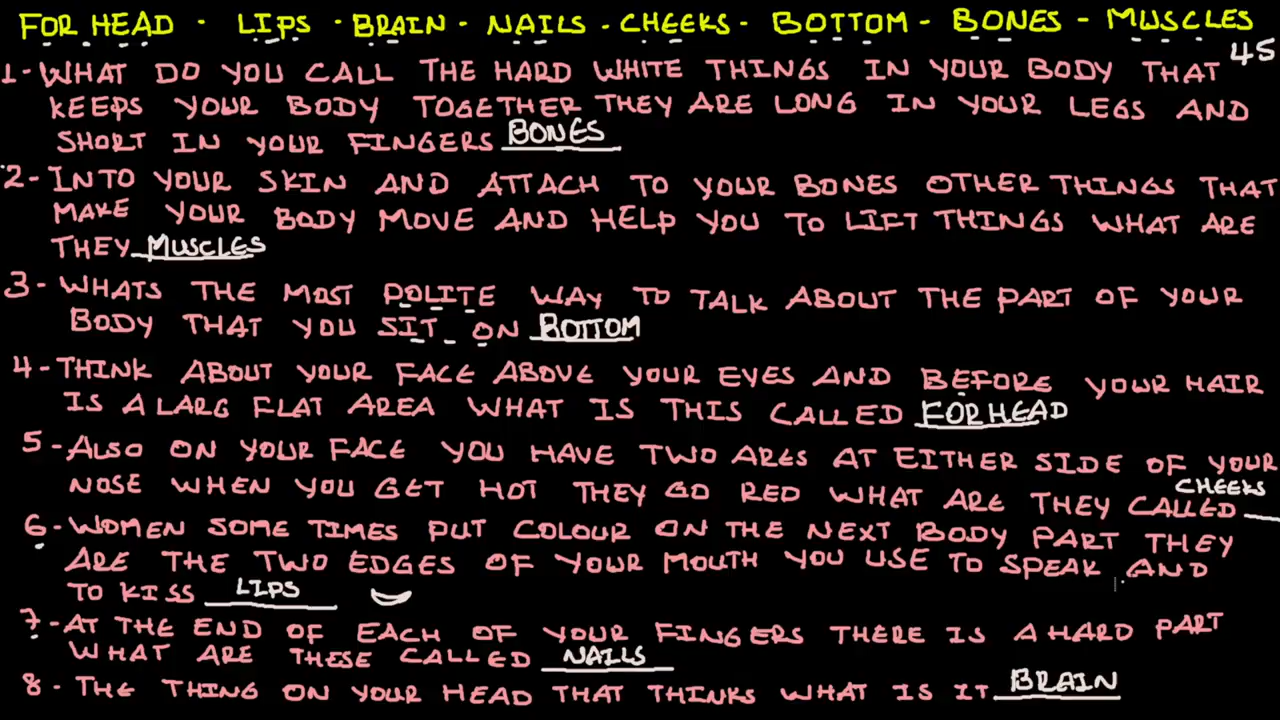 FORHEAD - LIPS - BRAIN - NAILS - CHEEKS - BOTTOM - BONES - MUSCLES
45
1- WHAT DO YOU CALL THE HARD WHITE THINGS IN YOUR BODY THAT
KEEPS YOUR BODY TOGETHER THEY ARE LONG IN YOUR LEGS AND
SHORT IN YOUR FINGERS BONES
2- INTO YOUR SKIN AND ATTACH TO YOUR BONES OTHER THINGS THAT
MAKE YOUR BODY MOVE AND HELP YOU TO LIFT THINGS WHAT ARE
THEY MUSCLES
3- WHATS THE MOST POLITE WAY TO TALK ABOUT THE PART OF YOUR
BODY THAT YOU SIT ON BOTTOM
4- THINK ABOUT YOUR FACE ABOVE YOUR EYES AND BEFORE YOUR HAIR
IS A LARG FLAT AREA WHAT IS THIS CALLED FORHEAD
5- ALSO ON YOUR FACE YOU HAVE TWO ARES AT EITHER SIDE OF YOUR
NOSE WHEN YOU GET HOT THEY GO RED WHAT ARE THEY CALLED CHEEKS
6- WOMEN SOME TIMES PUT COLOUR ON THE NEXT BODY PART THEY
ARE THE TWO EDGES OF YOUR MOUTH YOU USE TO SPEAK AND
TO KISS LIPS
7- AT THE END OF EACH OF YOUR FINGERS THERE IS A HARD PART
WHAT ARE THESE CALLED NAILS
8- THE THING ON YOUR HEAD THAT THINKS WHAT IS IT BRAIN